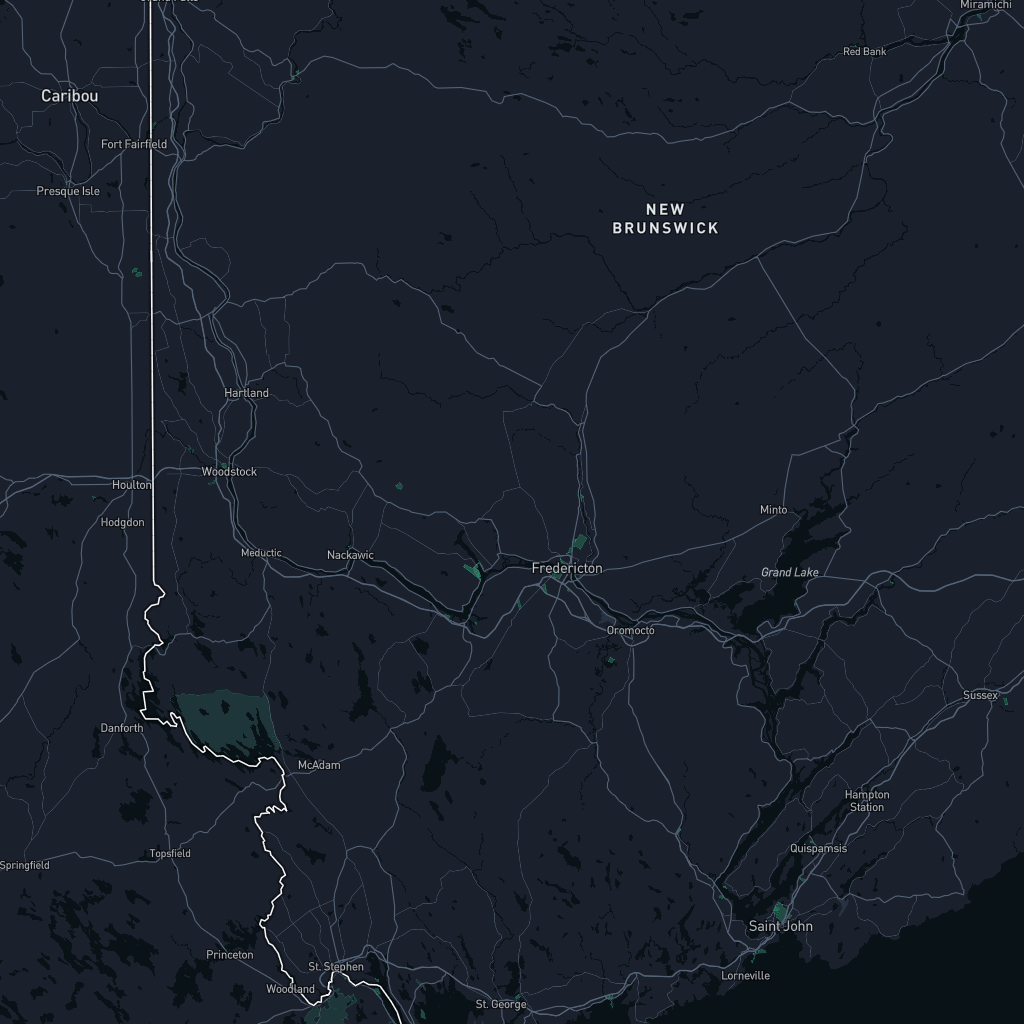 Miramichi
Red Bank
Caribou
Fort Fairfield
Presque Isle
NEW
BRUNSWICK
Hartland
Woodstock
Houlton
Hodgdon
Minto
Meductic
Nackawic
Fredericton
Grand Lake
Oromocto
Sussex
Danforth
McAdam
Hampton
Station
Quispamsis
Topsfield
Springfield
Saint John
Princeton
St. Stephen
Lorneville
Woodland
St. George